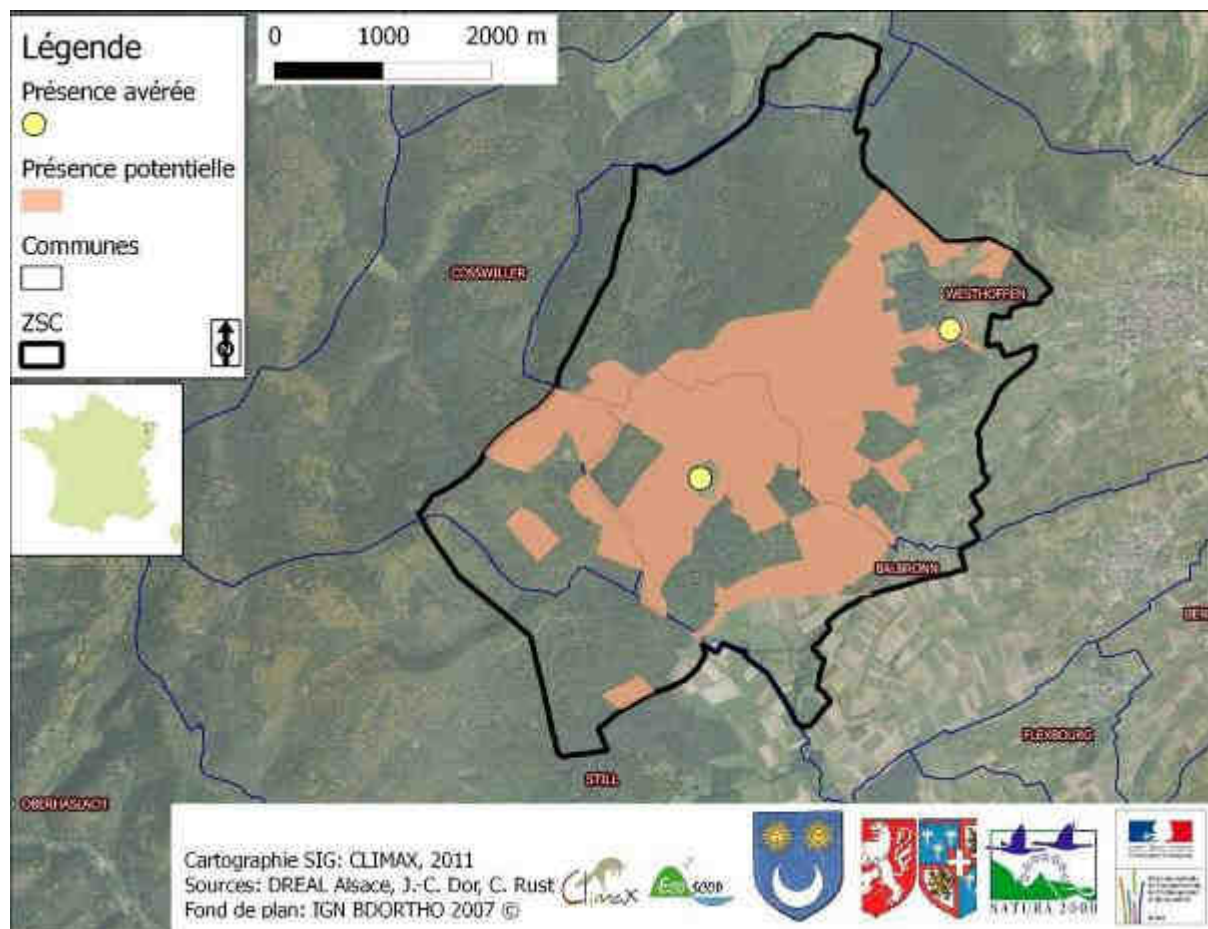 Légende
Présence avérée
Présence potentielle
Communes
ZSC
N
0 1000 2000 m
COSSWILLER
WESTHOFFEN
BALBRONN
FLEXBOURG
STILL
OBERHASLACH
Cartographie SIG: CLIMAX, 2011
Sources: DREAL Alsace, J.-C. Dor, C. Rust
Fond de plan: IGN BDORTHO 2007 ©
Climax
NATURA 2000